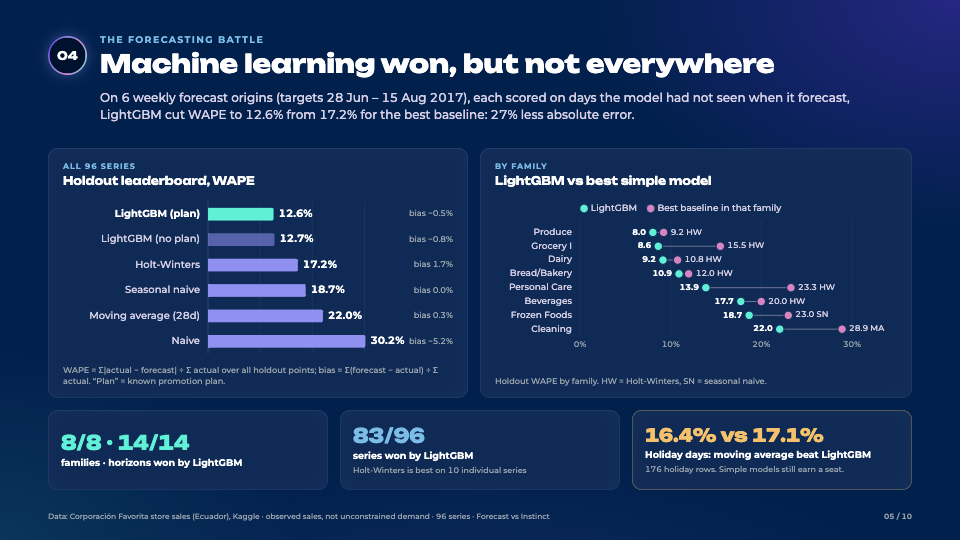 04
THE FORECASTING BATTLE
Machine learning won, but not everywhere
On 6 weekly forecast origins (targets 28 Jun – 15 Aug 2017), each scored on days the model had not seen when it forecast,
LightGBM cut WAPE to 12.6% from 17.2% for the best baseline: 27% less absolute error.
ALL 96 SERIES
Holdout leaderboard, WAPE
LightGBM (plan) 12.6% bias −0.5%
LightGBM (no plan) 12.7% bias −0.8%
Holt-Winters 17.2% bias 1.7%
Seasonal naive 18.7% bias 0.0%
Moving average (28d) 22.0% bias 0.3%
Naive 30.2% bias −5.2%
WAPE = Σ|actual − forecast| ÷ Σ actual over all holdout points; bias = Σ(forecast − actual) ÷ Σ
actual. “Plan” = known promotion plan.
BY FAMILY
LightGBM vs best simple model
LightGBM Best baseline in that family
Produce 8.0 9.2 HW
Grocery I 8.6 15.5 HW
Dairy 9.2 10.8 HW
Bread/Bakery 10.9 12.0 HW
Personal Care 13.9 23.3 HW
Beverages 17.7 20.0 HW
Frozen Foods 18.7 23.0 SN
Cleaning 22.0 28.9 MA
0% 10% 20% 30%
Holdout WAPE by family. HW = Holt-Winters, SN = seasonal naive.
8/8 · 14/14
families · horizons won by LightGBM
83/96
series won by LightGBM
Holt-Winters is best on 10 individual series
16.4% vs 17.1%
Holiday days: moving average beat LightGBM
176 holiday rows. Simple models still earn a seat.
Data: Corporación Favorita store sales (Ecuador), Kaggle · observed sales, not unconstrained demand · 96 series · Forecast vs Instinct
05 / 10